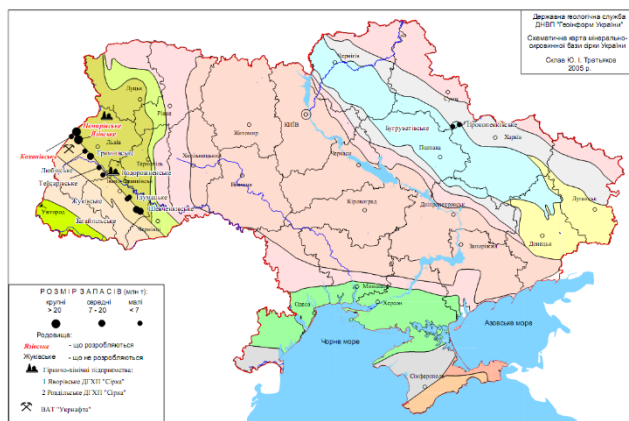 Державна геологічна служба
ДНВП "Геоінформ України"
Схематична карта мінерально-
сировинної бази сірки України
Склав Ю. І. Третьяков
2005 р.
Чернігів
Луцьк
Рівне
Суми
КИЇВ
Житомир
Немирівське
Язівське
Львів
Бугруватівське
Прокопенківське
Харків
Полтава
Любінське
Тернопіль
Хмельницький
Черкаси
Подорожненське
Тейсарівське
Вінниця
Луганськ
Жуківське
Шевченківське
Кіровоград
Дніпропетровськ
Ужгород
Загайпільське
Чернівці
Донецьк
Запоріжжя
Миколаїв
Одеса
Херсон
Азовське море
Чорне море
Сімферополь
РОЗМІР ЗАПАСІВ (млн т):
крупні середні малі
> 20 7 - 20 < 7
Родовища:
Язівське - що розробляються
Жуківське - що не розробляються
Гірничо-хімічні підприємства:
1 Яворівське ДГХП "Сірка"
2 Роздільське ДГХП "Сірка"
ВАТ "Укрнафта"